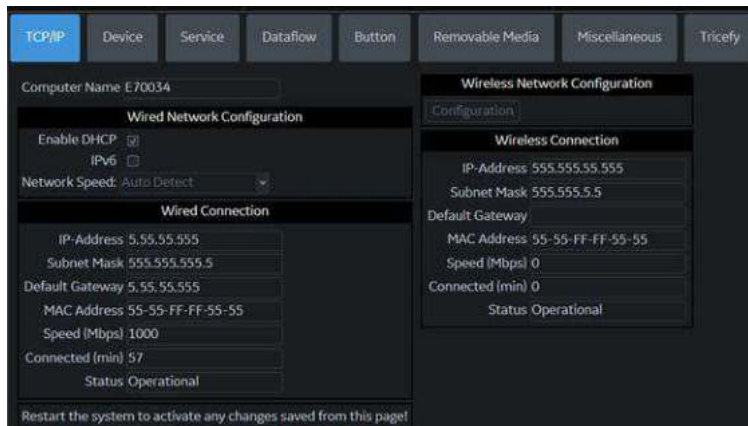 TCP/IP Device Service Dataflow Button Removable Media Miscellaneous Tricefy
Computer Name E70034
Wired Network Configuration
Enable DHCP
IPv6
Network Speed: Auto Detect
Wired Connection
IP-Address 5.55.55.555
Subnet Mask 555.555.555.5
Default Gateway 5.55.55.555
MAC Address 55-55-FF-FF-55-55
Speed (Mbps) 1000
Connected (min) 57
Status Operational
Restart the system to activate any changes saved from this page!
Wireless Network Configuration
Configuration
Wireless Connection
IP-Address 555.555.55.555
Subnet Mask 555.555.5.5
Default Gateway
MAC Address 55-55-FF-FF-55-55
Speed (Mbps) 0
Connected (min) 0
Status Operational